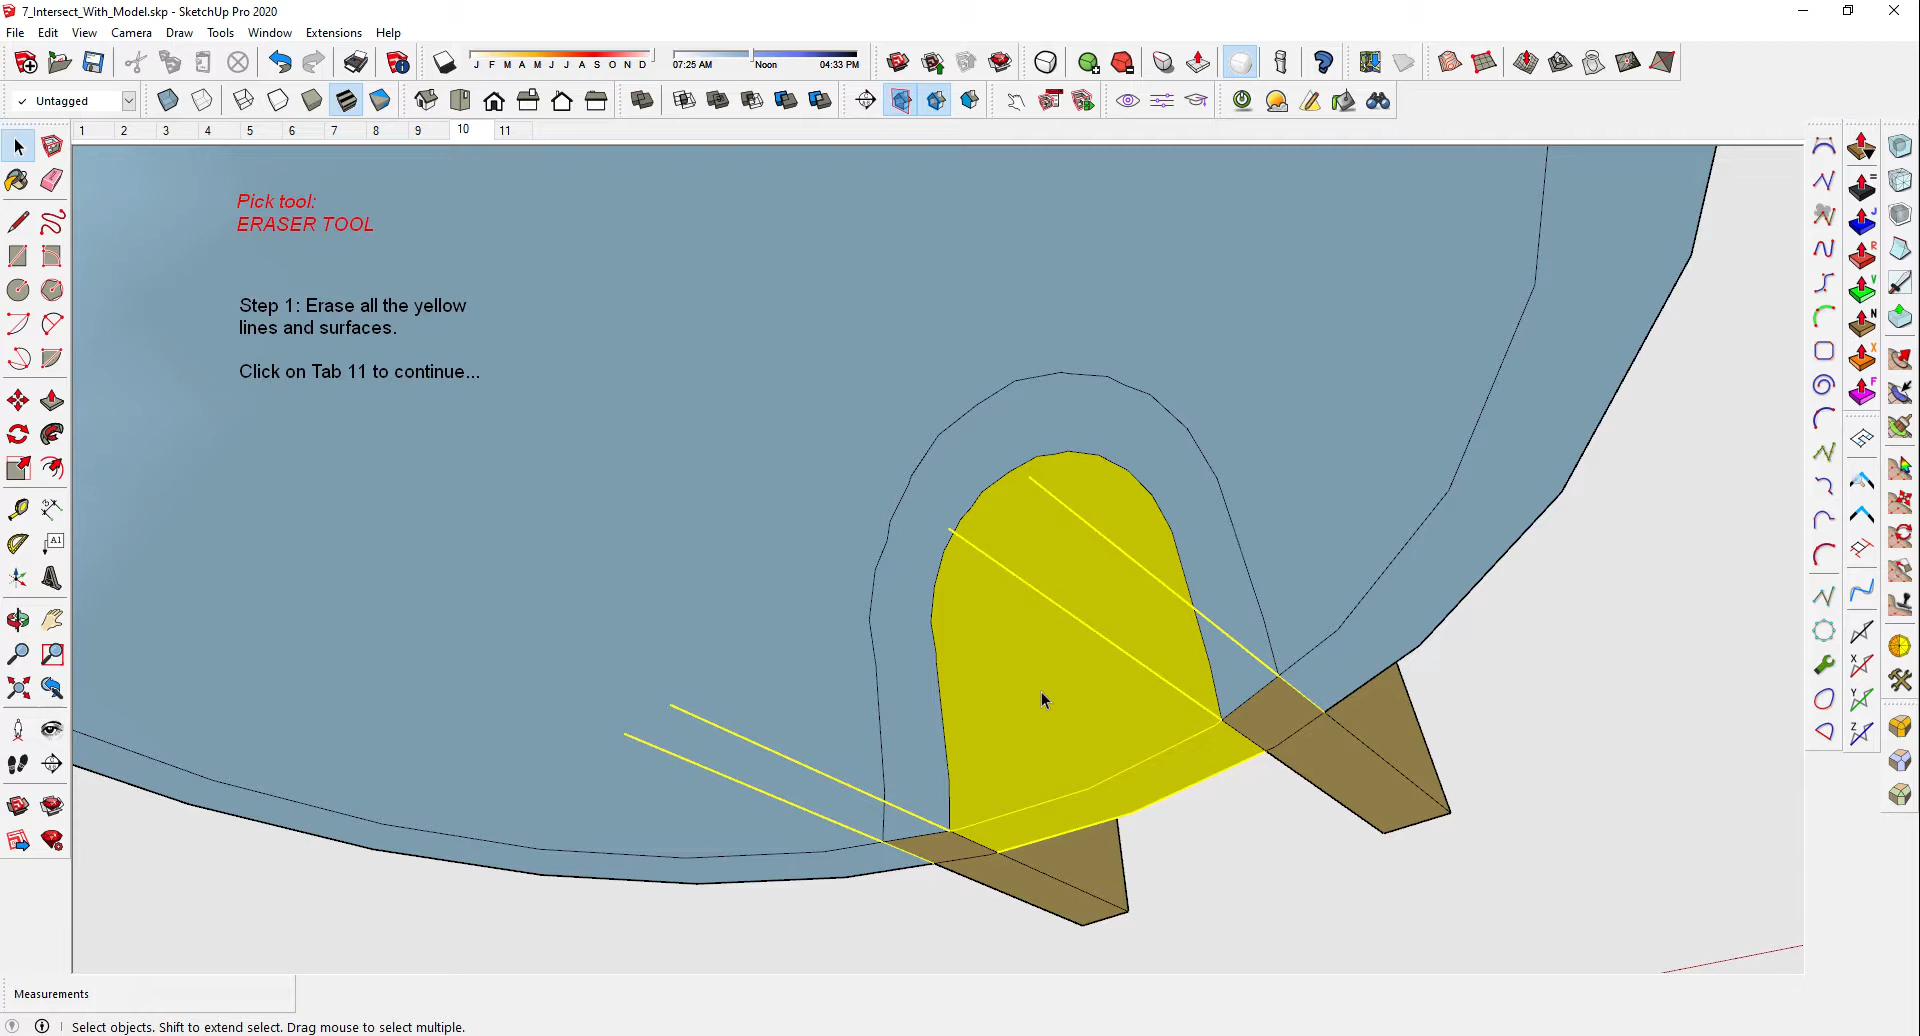 7_Intersect_With_Model.skp - SketchUp Pro 2020
File Edit View Camera Draw Tools Window Extensions Help
J F M A M J J A S O N D
07:25 AM Noon 04:33 PM
Untagged
1 2 3 4 5 6 7 8 9 10 11
Pick tool:
ERASER TOOL
Step 1: Erase all the yellow
lines and surfaces.
Click on Tab 11 to continue...
A1
J
R
V
N
X
F
X
Y
Z
Measurements
Select objects. Shift to extend select. Drag mouse to select multiple.